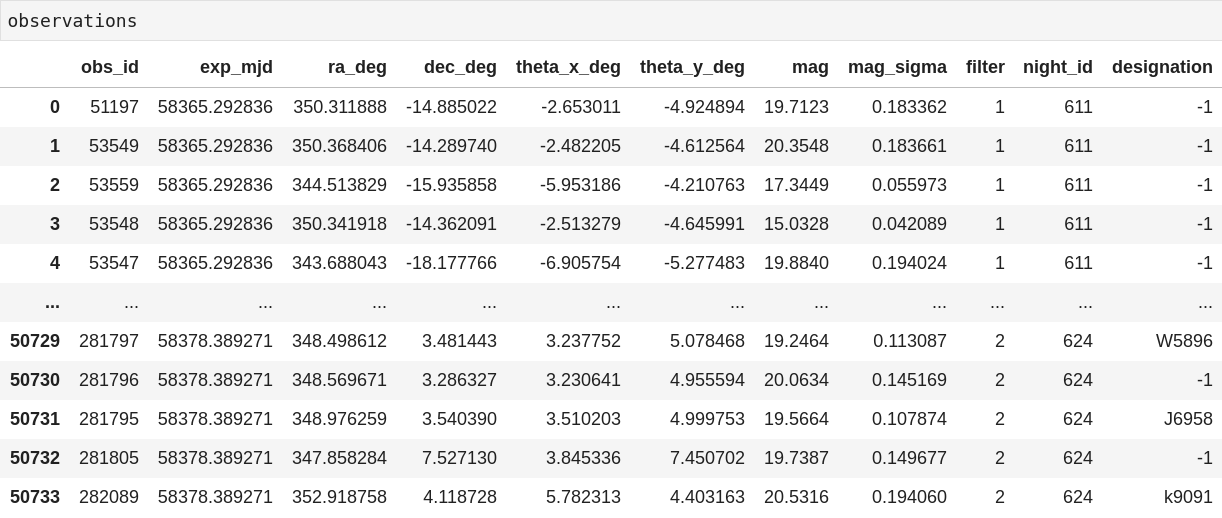 observations
obs_id exp_mjd ra_deg dec_deg theta_x_deg theta_y_deg mag mag_sigma filter night_id designation
0 51197 58365.292836 350.311888 -14.885022 -2.653011 -4.924894 19.7123 0.183362 1 611 -1
1 53549 58365.292836 350.368406 -14.289740 -2.482205 -4.612564 20.3548 0.183661 1 611 -1
2 53559 58365.292836 344.513829 -15.935858 -5.953186 -4.210763 17.3449 0.055973 1 611 -1
3 53548 58365.292836 350.341918 -14.362091 -2.513279 -4.645991 15.0328 0.042089 1 611 -1
4 53547 58365.292836 343.688043 -18.177766 -6.905754 -5.277483 19.8840 0.194024 1 611 -1
... ... ... ... ... ... ... ... ... ... ... ...
50729 281797 58378.389271 348.498612 3.481443 3.237752 5.078468 19.2464 0.113087 2 624 W5896
50730 281796 58378.389271 348.569671 3.286327 3.230641 4.955594 20.0634 0.145169 2 624 -1
50731 281795 58378.389271 348.976259 3.540390 3.510203 4.999753 19.5664 0.107874 2 624 J6958
50732 281805 58378.389271 347.858284 7.527130 3.845336 7.450702 19.7387 0.149677 2 624 -1
50733 282089 58378.389271 352.918758 4.118728 5.782313 4.403163 20.5316 0.194060 2 624 k9091